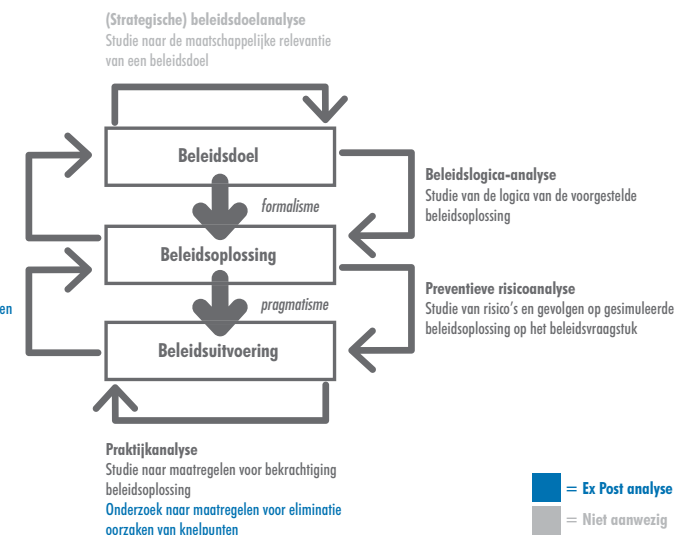 (Strategische) beleidsdoelanalyse
Studie naar de maatschappelijke relevantie
van een beleidsdoel
Beleidsdoel
formalisme
Beleidslogica-analyse
Studie van de logica van de voorgestelde
beleidsoplossing
Beleidsoplossing
pragmatisme
Preventieve risicoanalyse
Studie van risico's en gevolgen op gesimuleerde
beleidsoplossing op het beleidsvraagstuk
en
Beleidsuitvoering
Praktijkanalyse
Studie naar maatregelen voor bekrachtiging
beleidsoplossing
Onderzoek naar maatregelen voor eliminatie
oorzaken van knelpunten
= Ex Post analyse
= Niet aanwezig